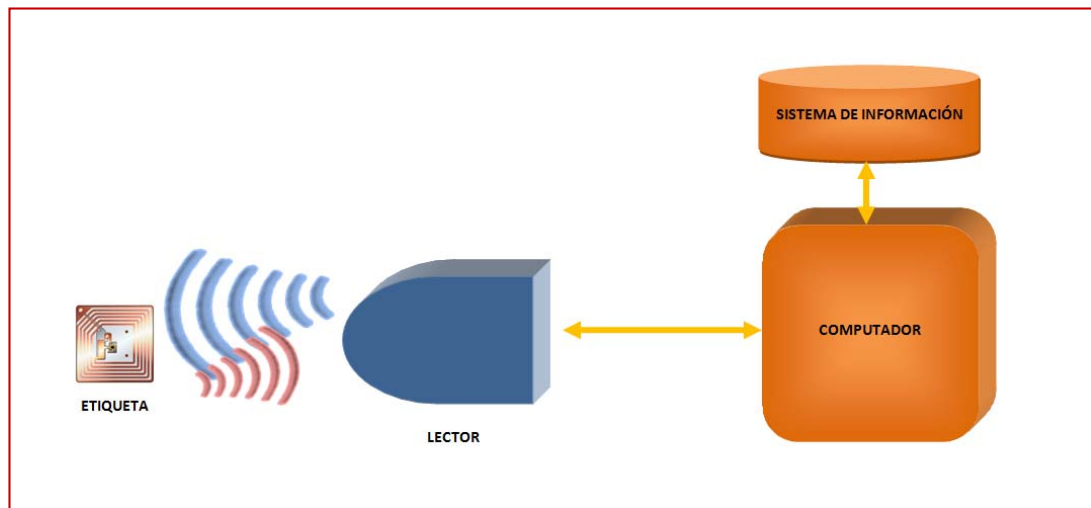 SISTEMA DE INFORMACIÓN
COMPUTADOR
ETIQUETA
LECTOR